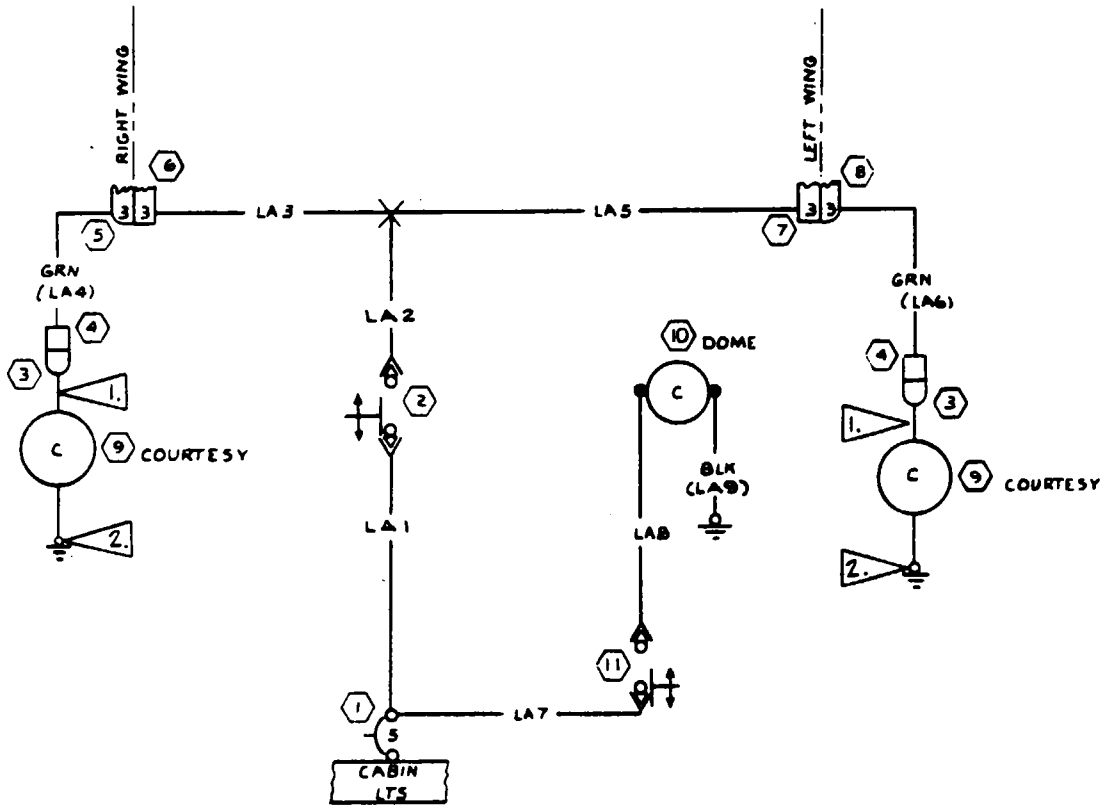 RIGHT WING
LEFT WING
6
8
3 3
LA3
LA5
3 3
5
7
GRN
(LA4)
GRN
(LA6)
LA2
4
10 DOME
4
3
C
2
3
1.
1.
C
9 COURTESY
C
9 COURTESY
BLK
(LA9)
LA1
LA8
2.
2.
11
1
LA7
5
CABIN
LTS